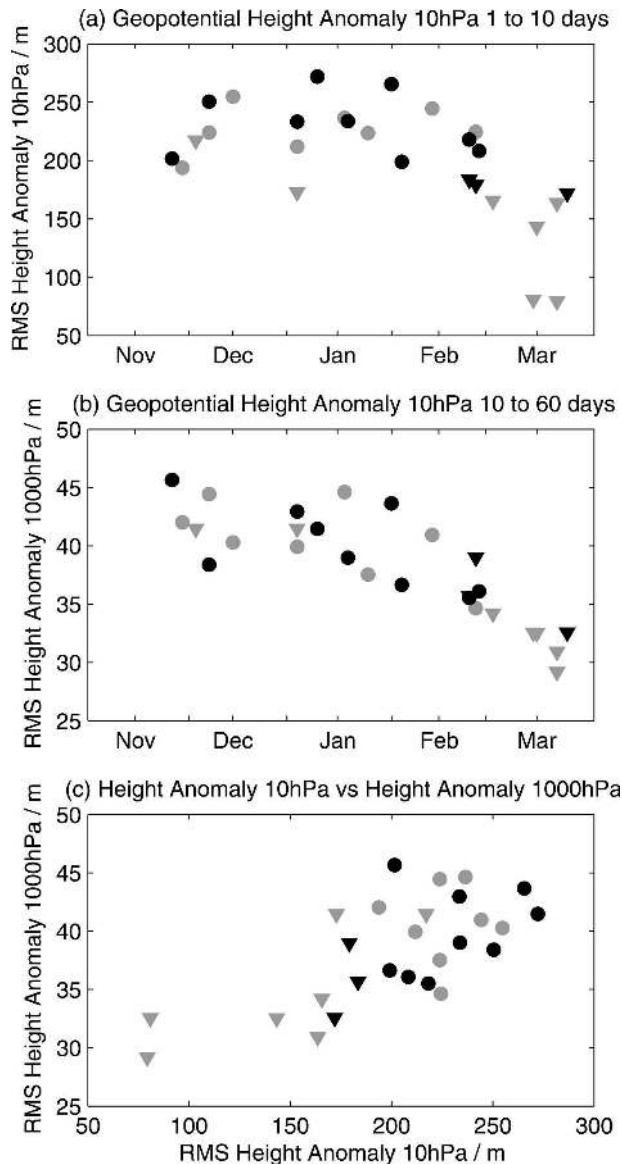 (a) Geopotential Height Anomaly 10hPa 1 to 10 days
RMS Height Anomaly 10hPa / m
300
250
200
150
100
50
Nov Dec Jan Feb Mar
(b) Geopotential Height Anomaly 10hPa 10 to 60 days
RMS Height Anomaly 1000hPa / m
50
45
40
35
30
25
Nov Dec Jan Feb Mar
(c) Height Anomaly 10hPa vs Height Anomaly 1000hPa
RMS Height Anomaly 1000hPa / m
50
45
40
35
30
25
50 100 150 200 250 300
RMS Height Anomaly 10hPa / m